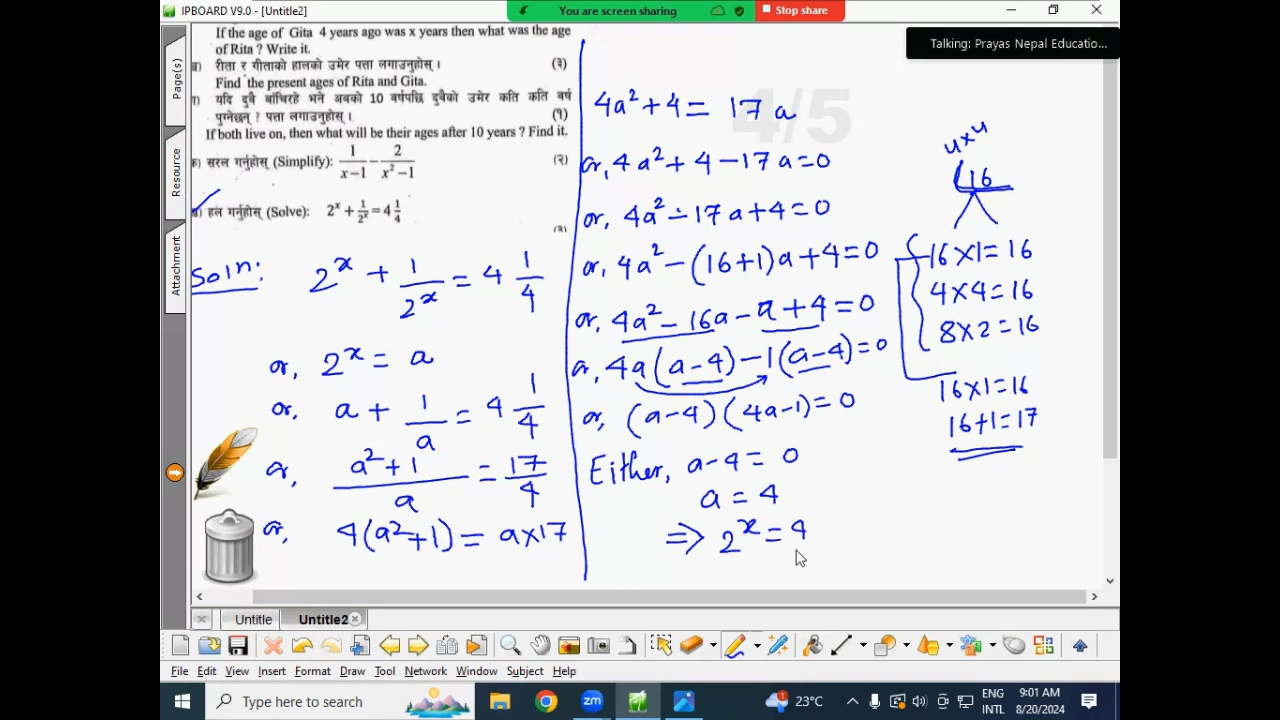 IPBOARD V9.0 - [Untitle2]
You are screen sharing
Stop share
Talking: Prayas Nepal Educatio...
Page(s)
Resource
Attachment
If the age of Gita 4 years ago was x years then what was the age
of Rita ? Write it.
रीता र गीताको हालको उमेर पत्ता लगाउनुहोस् । (३)
Find the present ages of Rita and Gita.
यदि दुवै बाँचिरहे भने अबको 10 वर्षपछि दुवैको उमेर कति कति वर्ष
पुग्नेछन् ? पत्ता लगाउनुहोस् । (१)
If both live on, then what will be their ages after 10 years ? Find it.
क) सरल गर्नुहोस् (Simplify): 1/(x-1) - 2/(x²-1) (२)
हल गर्नुहोस् (Solve): 2^x + 1/2^x = 4 1/4
Soln: 2^x + 1/2^x = 4 1/4
or, 2^x = a
or, a + 1/a = 4 1/4
or, (a²+1)/a = 17/4
or, 4(a²+1) = a×17
4/5
4a²+4 = 17a
or, 4a²+4-17a=0
or, 4a²-17a+4=0
or, 4a²-(16+1)a+4=0
or, 4a²-16a-a+4=0
or, 4a(a-4)-1(a-4)=0
or, (a-4)(4a-1)=0
Either, a-4=0
a=4
⇒ 2^x=4
4×4
16
16×1=16
4×4=16
8×2=16
16×1=16
16+1=17
Untitle
Untitle2
File Edit View Insert Format Draw Tool Network Window Subject Help
Type here to search
zm
1
23°C
ENG
INTL
9:01 AM
8/20/2024